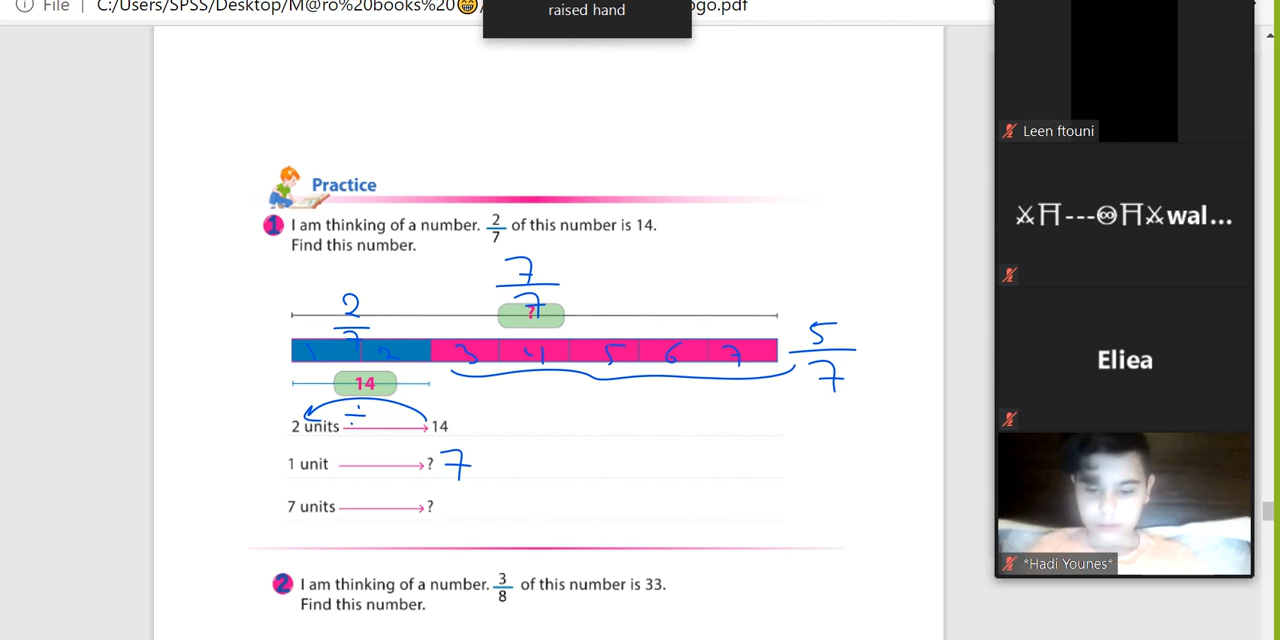 File | C:/Users/SPSS/Desktop/M@ro%20books%20😁/
ogo.pdf
raised hand
Leen ftouni
⚔⛩---♾⛩⚔wal...
Eliea
*Hadi Younes*
Practice
1 I am thinking of a number. 2/7 of this number is 14.
Find this number.
7/7
2/7
?
1 2 3 4 5 6 7
5/7
14
÷
2 units → 14
1 unit → ? 7
7 units → ?
2 I am thinking of a number. 3/8 of this number is 33.
Find this number.